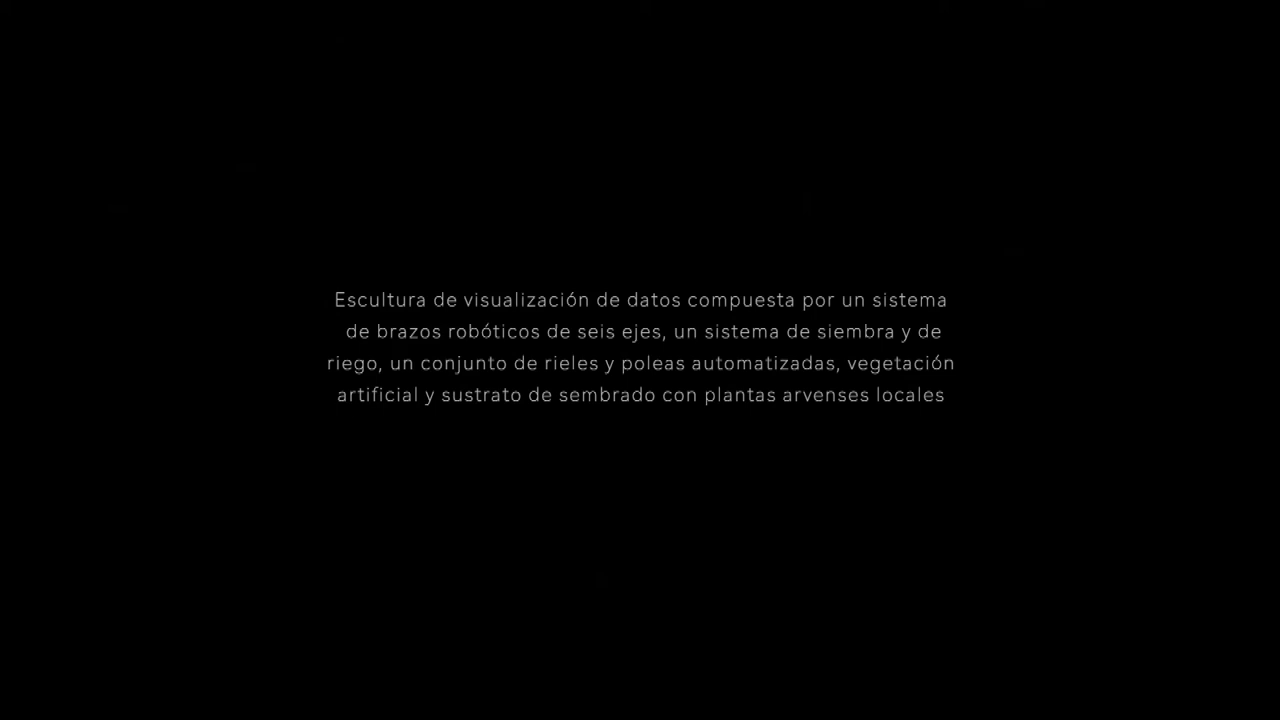 Escultura de visualización de datos compuesta por un sistema
de brazos robóticos de seis ejes, un sistema de siembra y de
riego, un conjunto de rieles y poleas automatizadas, vegetación
artificial y sustrato de sembrado con plantas arvenses locales